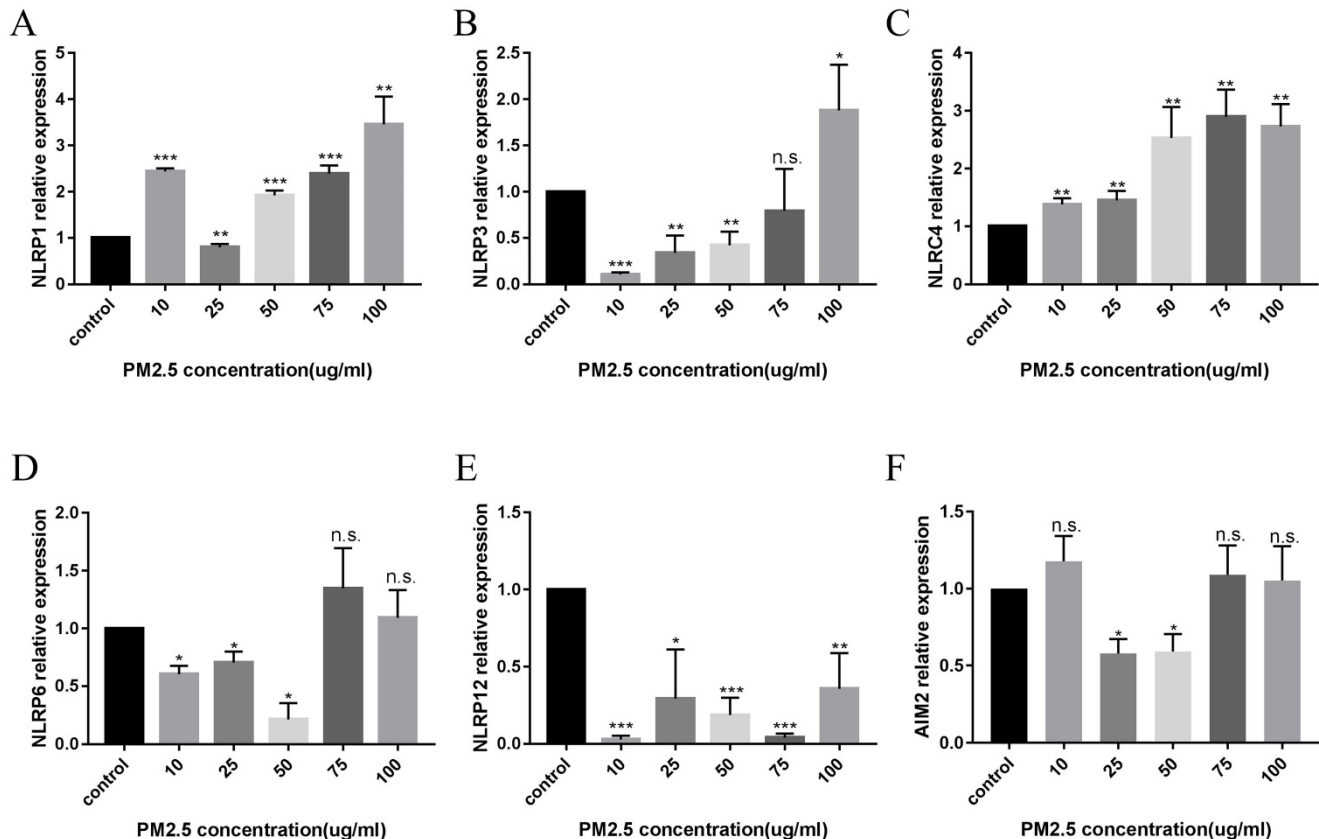 A
NLRP1 relative expression
5
4
3
2
1
0
***
**
***
***
**
control
10
25
50
75
100
PM2.5 concentration(ug/ml)
B
NLRP3 relative expression
2.5
2.0
1.5
1.0
0.5
0.0
***
**
**
n.s.
*
control
10
25
50
75
100
PM2.5 concentration(ug/ml)
C
NLRC4 relative expression
4
3
2
1
0
**
**
**
**
**
control
10
25
50
75
100
PM2.5 concentration(ug/ml)
D
NLRP6 relative expression
2.0
1.5
1.0
0.5
0.0
*
*
*
n.s.
n.s.
control
10
25
50
75
100
PM2.5 concentration(ug/ml)
E
NLRP12 relative expression
1.5
1.0
0.5
0.0
***
*
***
***
**
control
10
25
50
75
100
PM2.5 concentration(ug/ml)
F
AIM2 relative expression
1.5
1.0
0.5
0.0
n.s.
*
*
n.s.
n.s.
control
10
25
50
75
100
PM2.5 concentration(ug/ml)